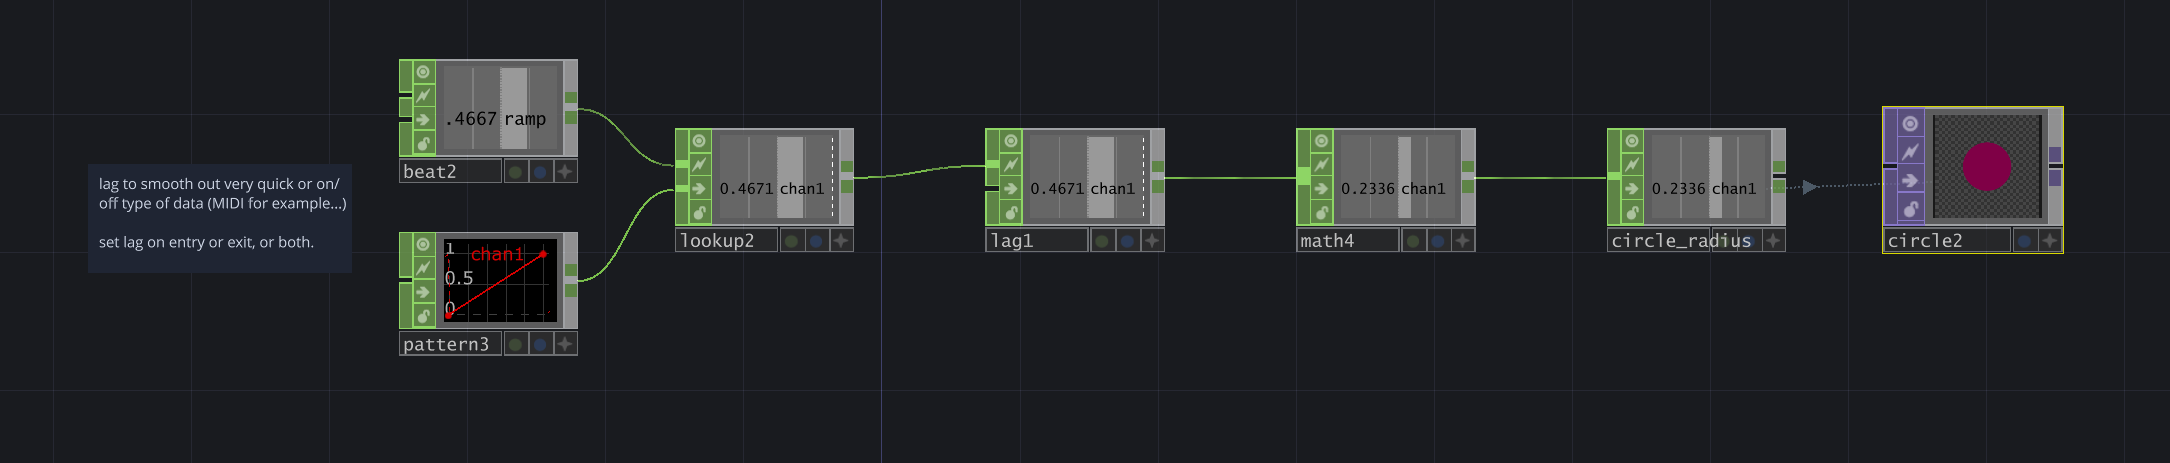 .4667 ramp
beat2
lag to smooth out very quick or on/
off type of data (MIDI for example...)
set lag on entry or exit, or both.
1
chan1
0.5
0
pattern3
0.4671 chan1
lookup2
0.4671 chan1
lag1
0.2336 chan1
math4
0.2336 chan1
circle_radius
circle2